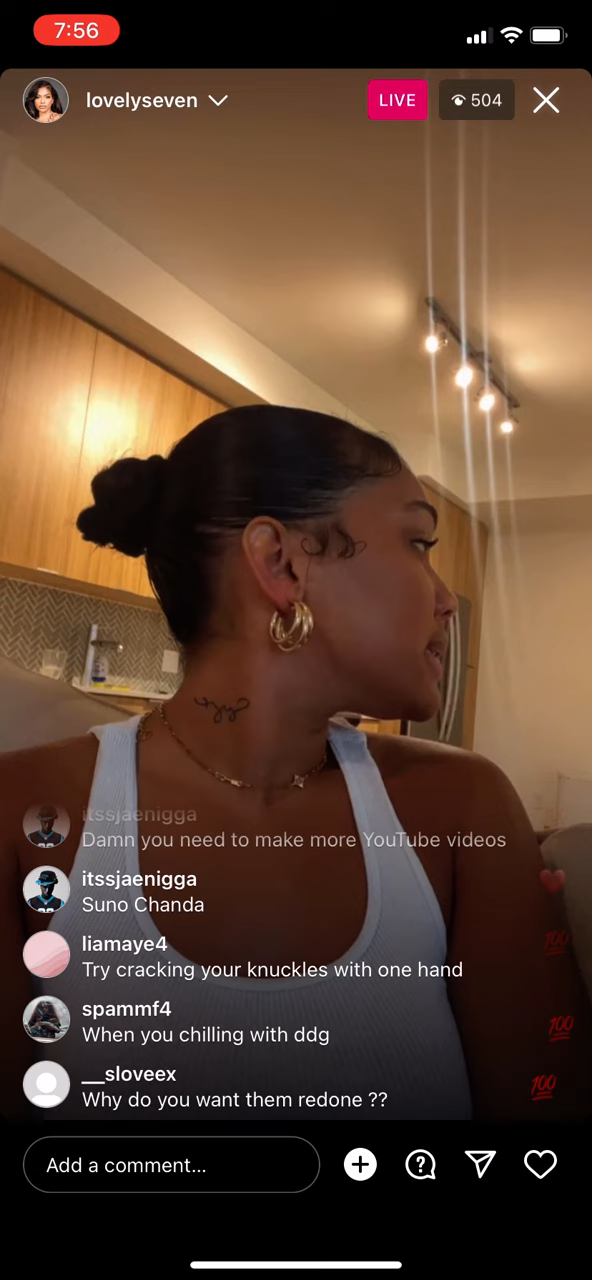 7:56
lovelyseven
LIVE
504
itssjaenigga
Damn you need to make more YouTube videos
itssjaenigga
Suno Chanda
liamaye4
Try cracking your knuckles with one hand
💯
spammf4
When you chilling with ddg
💯
__sloveex
Why do you want them redone ??
💯
Add a comment...